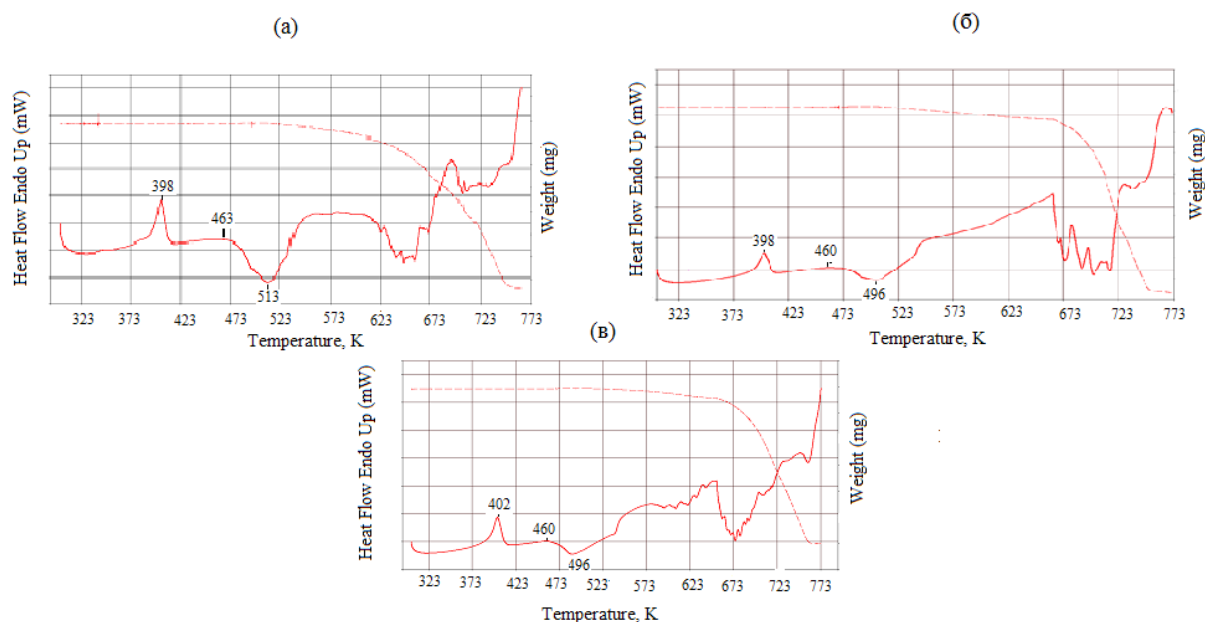 (а)
Heat Flow Endo Up (mW)
398
463
513
Weight (mg)
323 373 423 473 523 573 623 673 723 773
Temperature, K
(б)
Heat Flow Endo Up (mW)
398
460
496
Weight (mg)
323 373 423 473 523 573 623 673 723 773
Temperature, K
(в)
Heat Flow Endo Up (mW)
402
460
496
Weight (mg)
323 373 423 473 523 573 623 673 723 773
Temperature, K